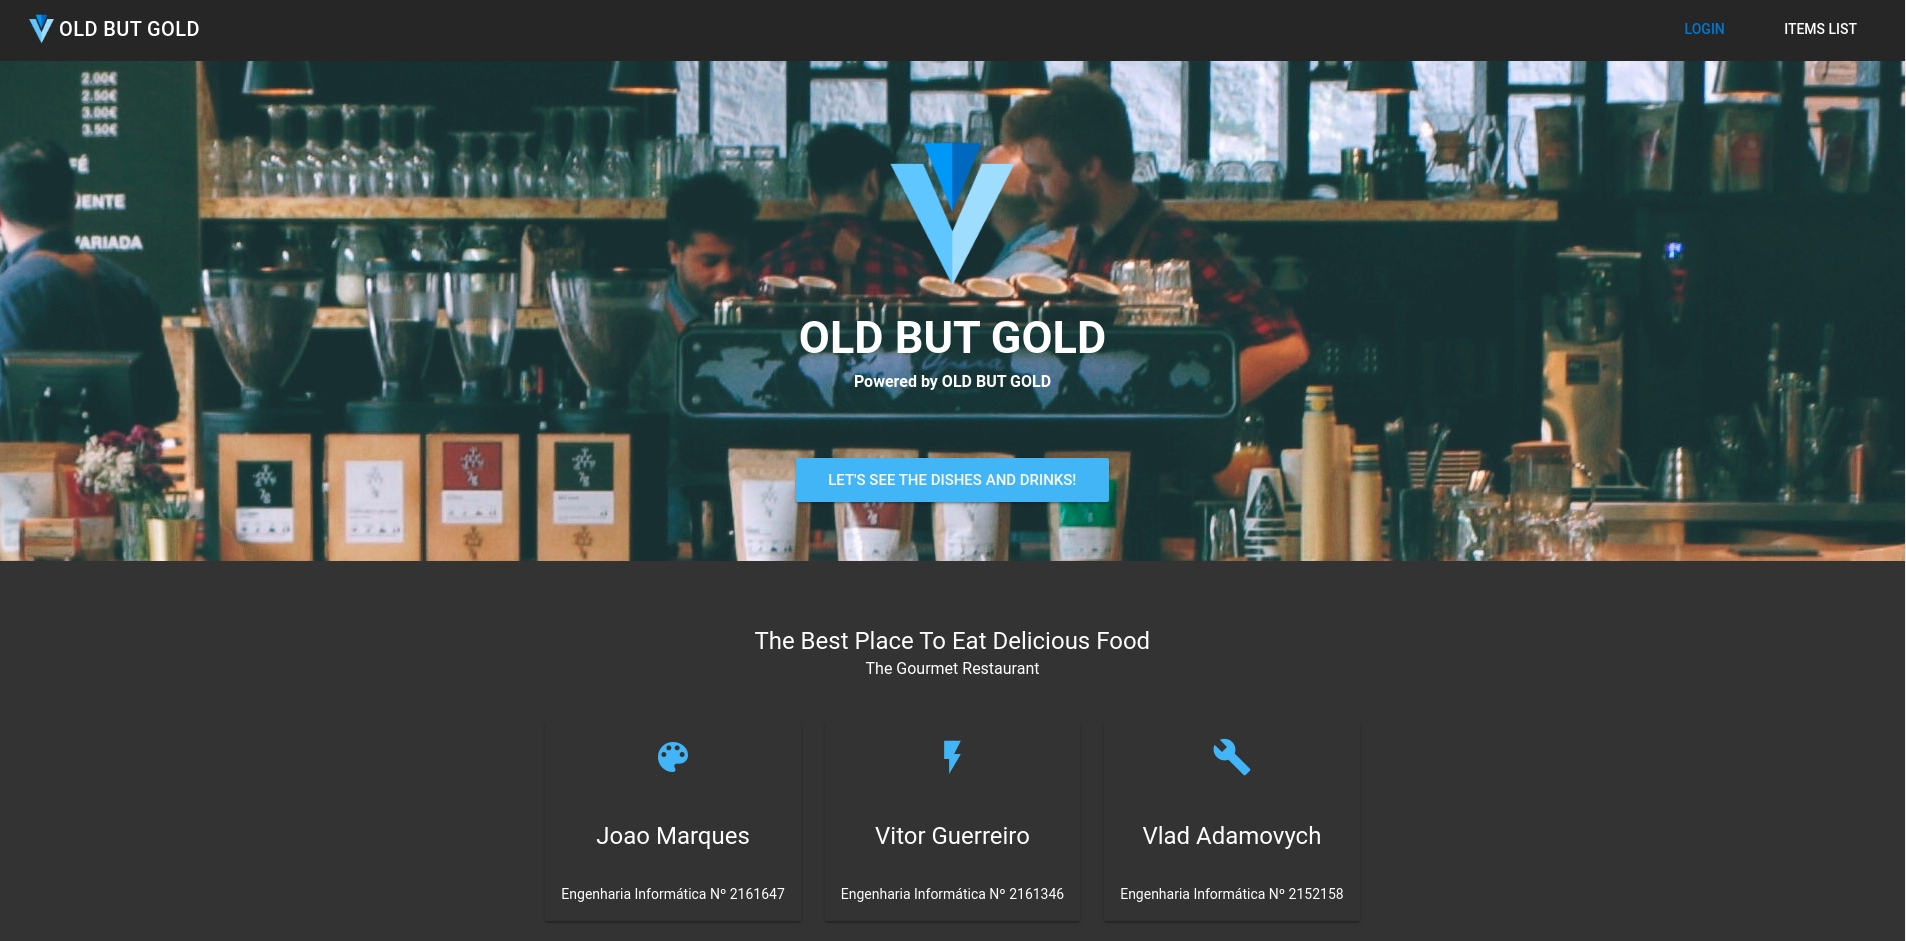 OLD BUT GOLD
LOGIN
ITEMS LIST
2.00€
2.50€
3.00€
3.50€
OLD BUT GOLD
Powered by OLD BUT GOLD
LET'S SEE THE DISHES AND DRINKS!
The Best Place To Eat Delicious Food
The Gourmet Restaurant
Joao Marques
Vitor Guerreiro
Vlad Adamovych
Engenharia Informática Nº 2161647
Engenharia Informática Nº 2161346
Engenharia Informática Nº 2152158